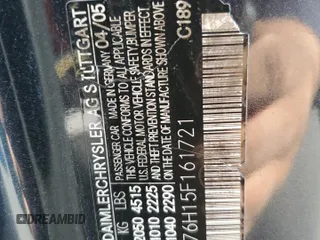 DAIMLERCHRYSLER AG STUTTGART
PASSENGER CAR MADE IN GERMANY 04/05
THIS VEHICLE CONFORMS TO ALL APPLICABLE
U.S. FEDERAL MOTOR VEHICLE SAFETY/BUMPER
AND THEFT PREVENTION STANDARDS IN EFFECT
ON THE DATE OF MANUFACTURE SHOWN ABOVE
C189
KG LBS
2050 4515
1010 2225
1040 2290
76H15F161721
DREAMBID